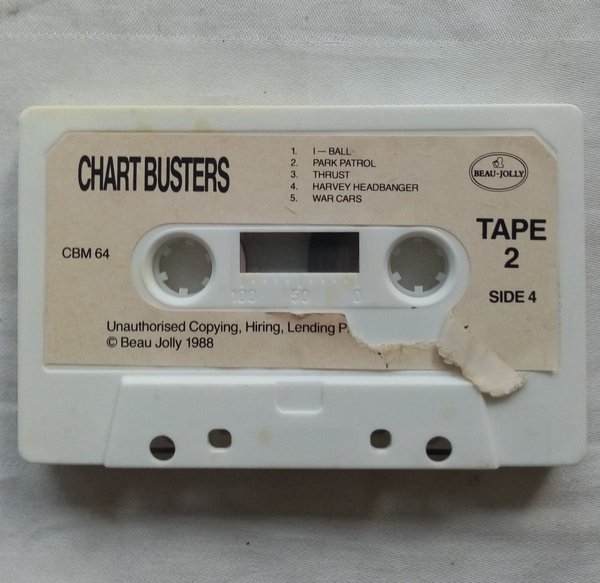 CHART BUSTERS
1. I — BALL
2. PARK PATROL
3. THRUST
4. HARVEY HEADBANGER
5. WAR CARS
BEAU-JOLLY
CBM 64
TAPE
2
SIDE 4
100 50 0
Unauthorised Copying, Hiring, Lending P
© Beau Jolly 1988